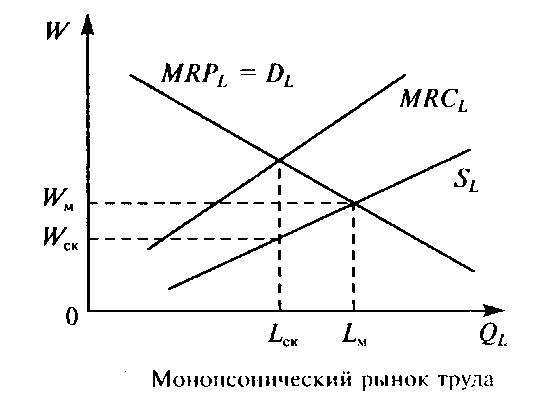 W
MRP_L = D_L
MRC_L
S_L
W_м
W_ск
0
L_ск
L_м
Q_L
Монопсонический рынок труда